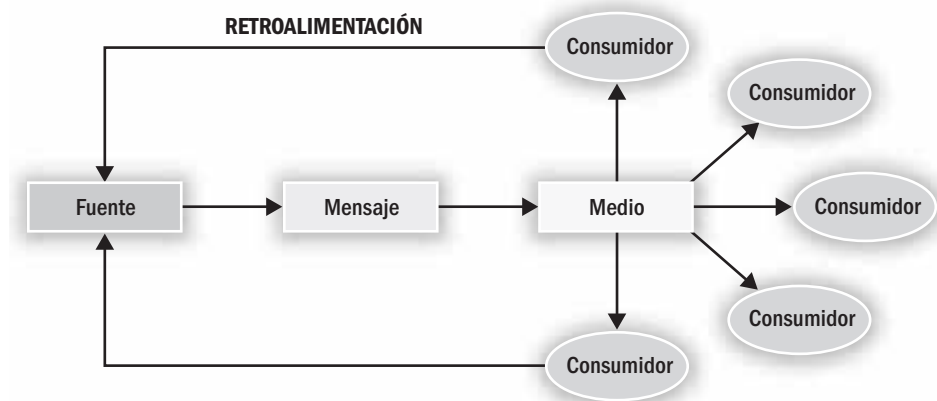 RETROALIMENTACIÓN
Consumidor
Consumidor
Fuente
Mensaje
Medio
Consumidor
Consumidor
Consumidor